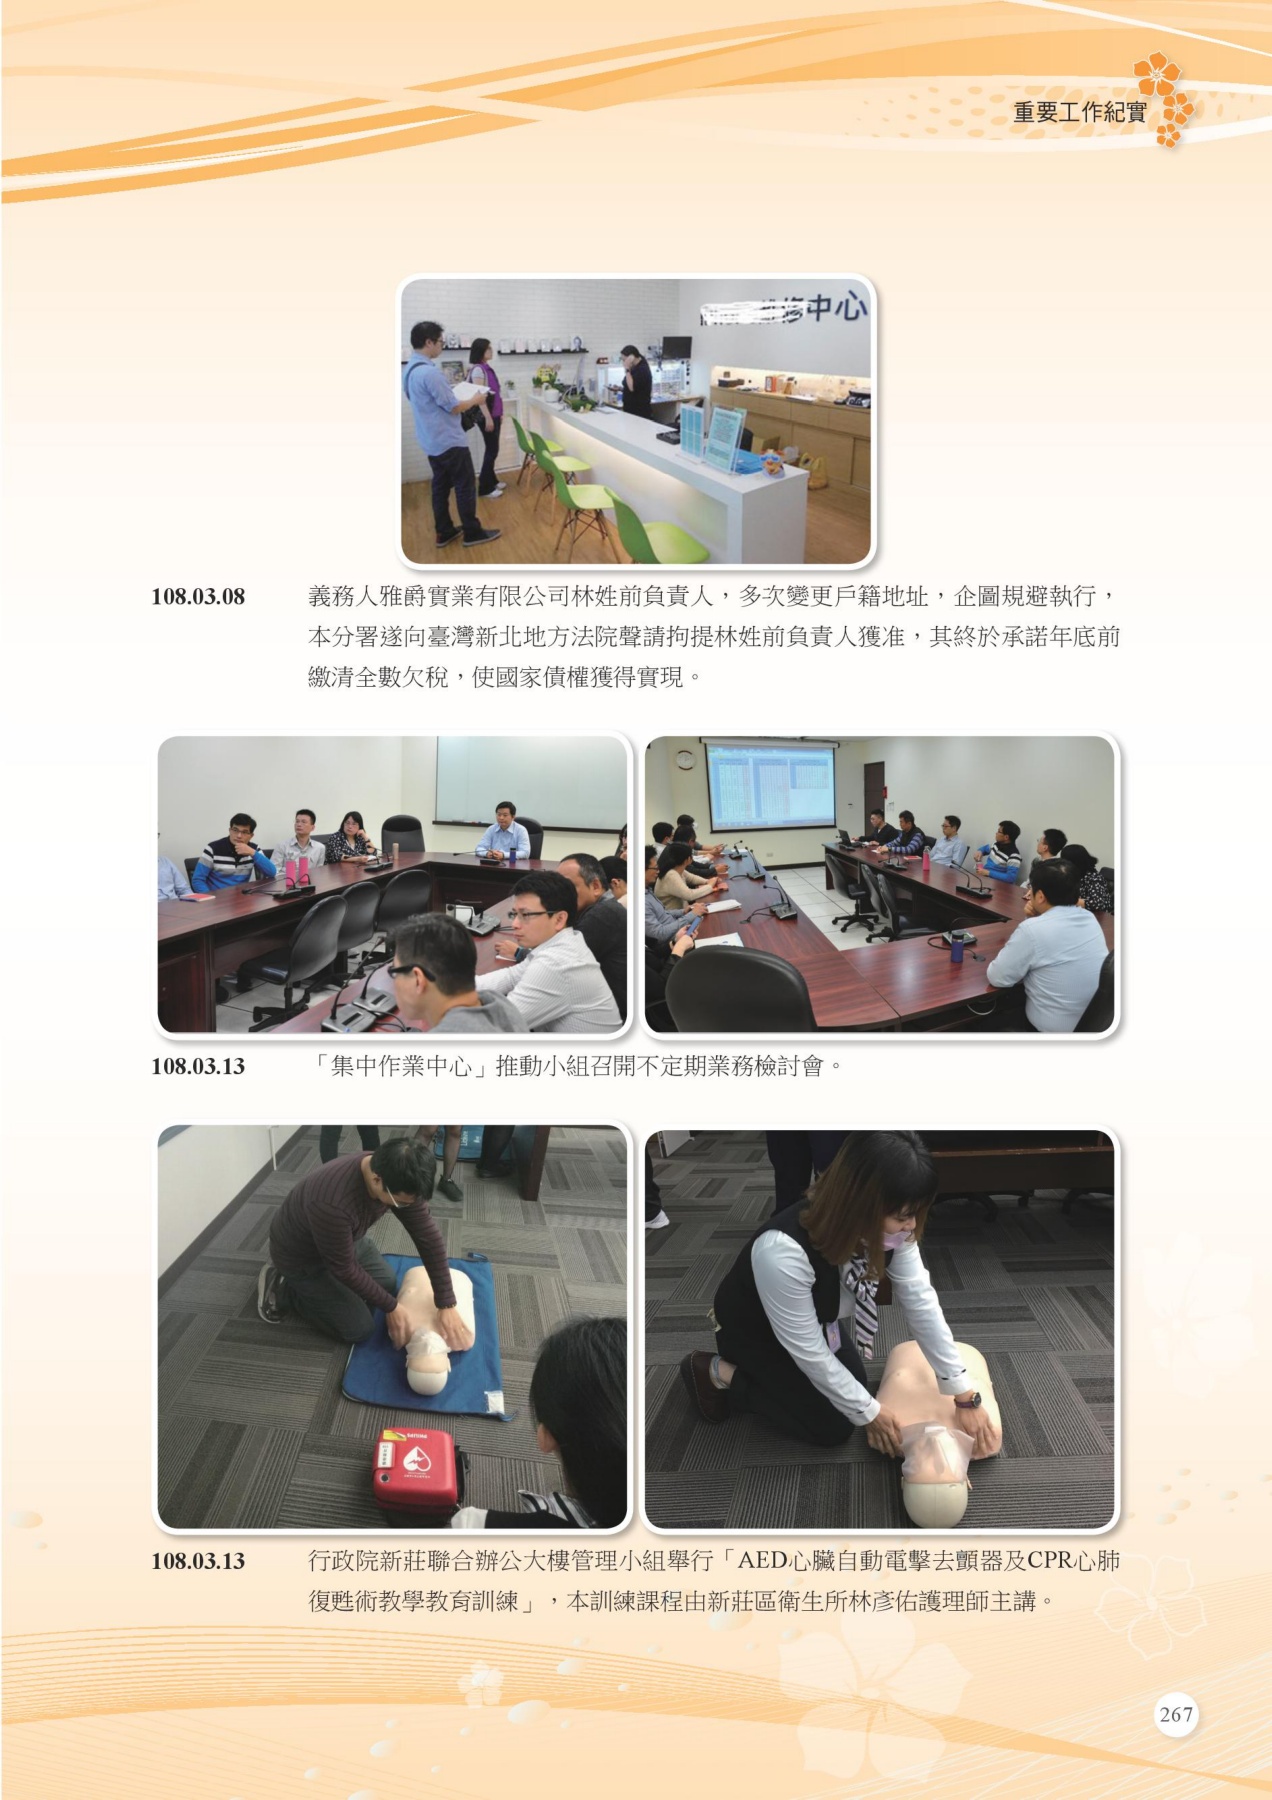 重要工作紀實
中心
108.03.08 義務人雅爵實業有限公司林姓前負責人，多次變更戶籍地址，企圖規避執行，
本分署遂向臺灣新北地方法院聲請拘提林姓前負責人獲准，其終於承諾年底前
繳清全數欠稅，使國家債權獲得實現。
108.03.13 「集中作業中心」推動小組召開不定期業務檢討會。
108.03.13 行政院新莊聯合辦公大樓管理小組舉行「AED心臟自動電擊去顫器及CPR心肺
復甦術教學教育訓練」，本訓練課程由新莊區衛生所林彥佑護理師主講。
267